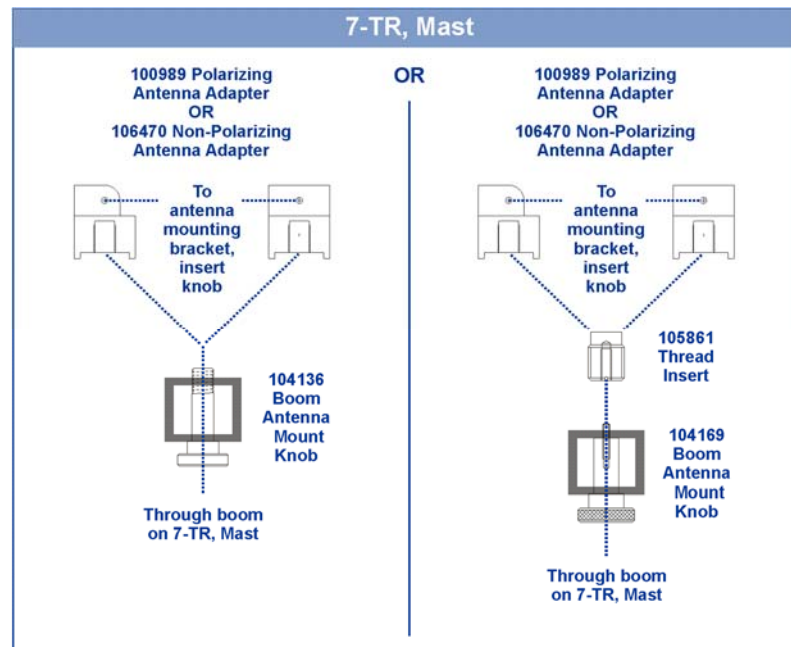 7-TR, Mast
100989 Polarizing
Antenna Adapter
OR
106470 Non-Polarizing
Antenna Adapter
To
antenna
mounting
bracket,
insert
knob
104136
Boom
Antenna
Mount
Knob
Through boom
on 7-TR, Mast
OR
100989 Polarizing
Antenna Adapter
OR
106470 Non-Polarizing
Antenna Adapter
To
antenna
mounting
bracket,
insert
knob
105861
Thread
Insert
104169
Boom
Antenna
Mount
Knob
Through boom
on 7-TR, Mast